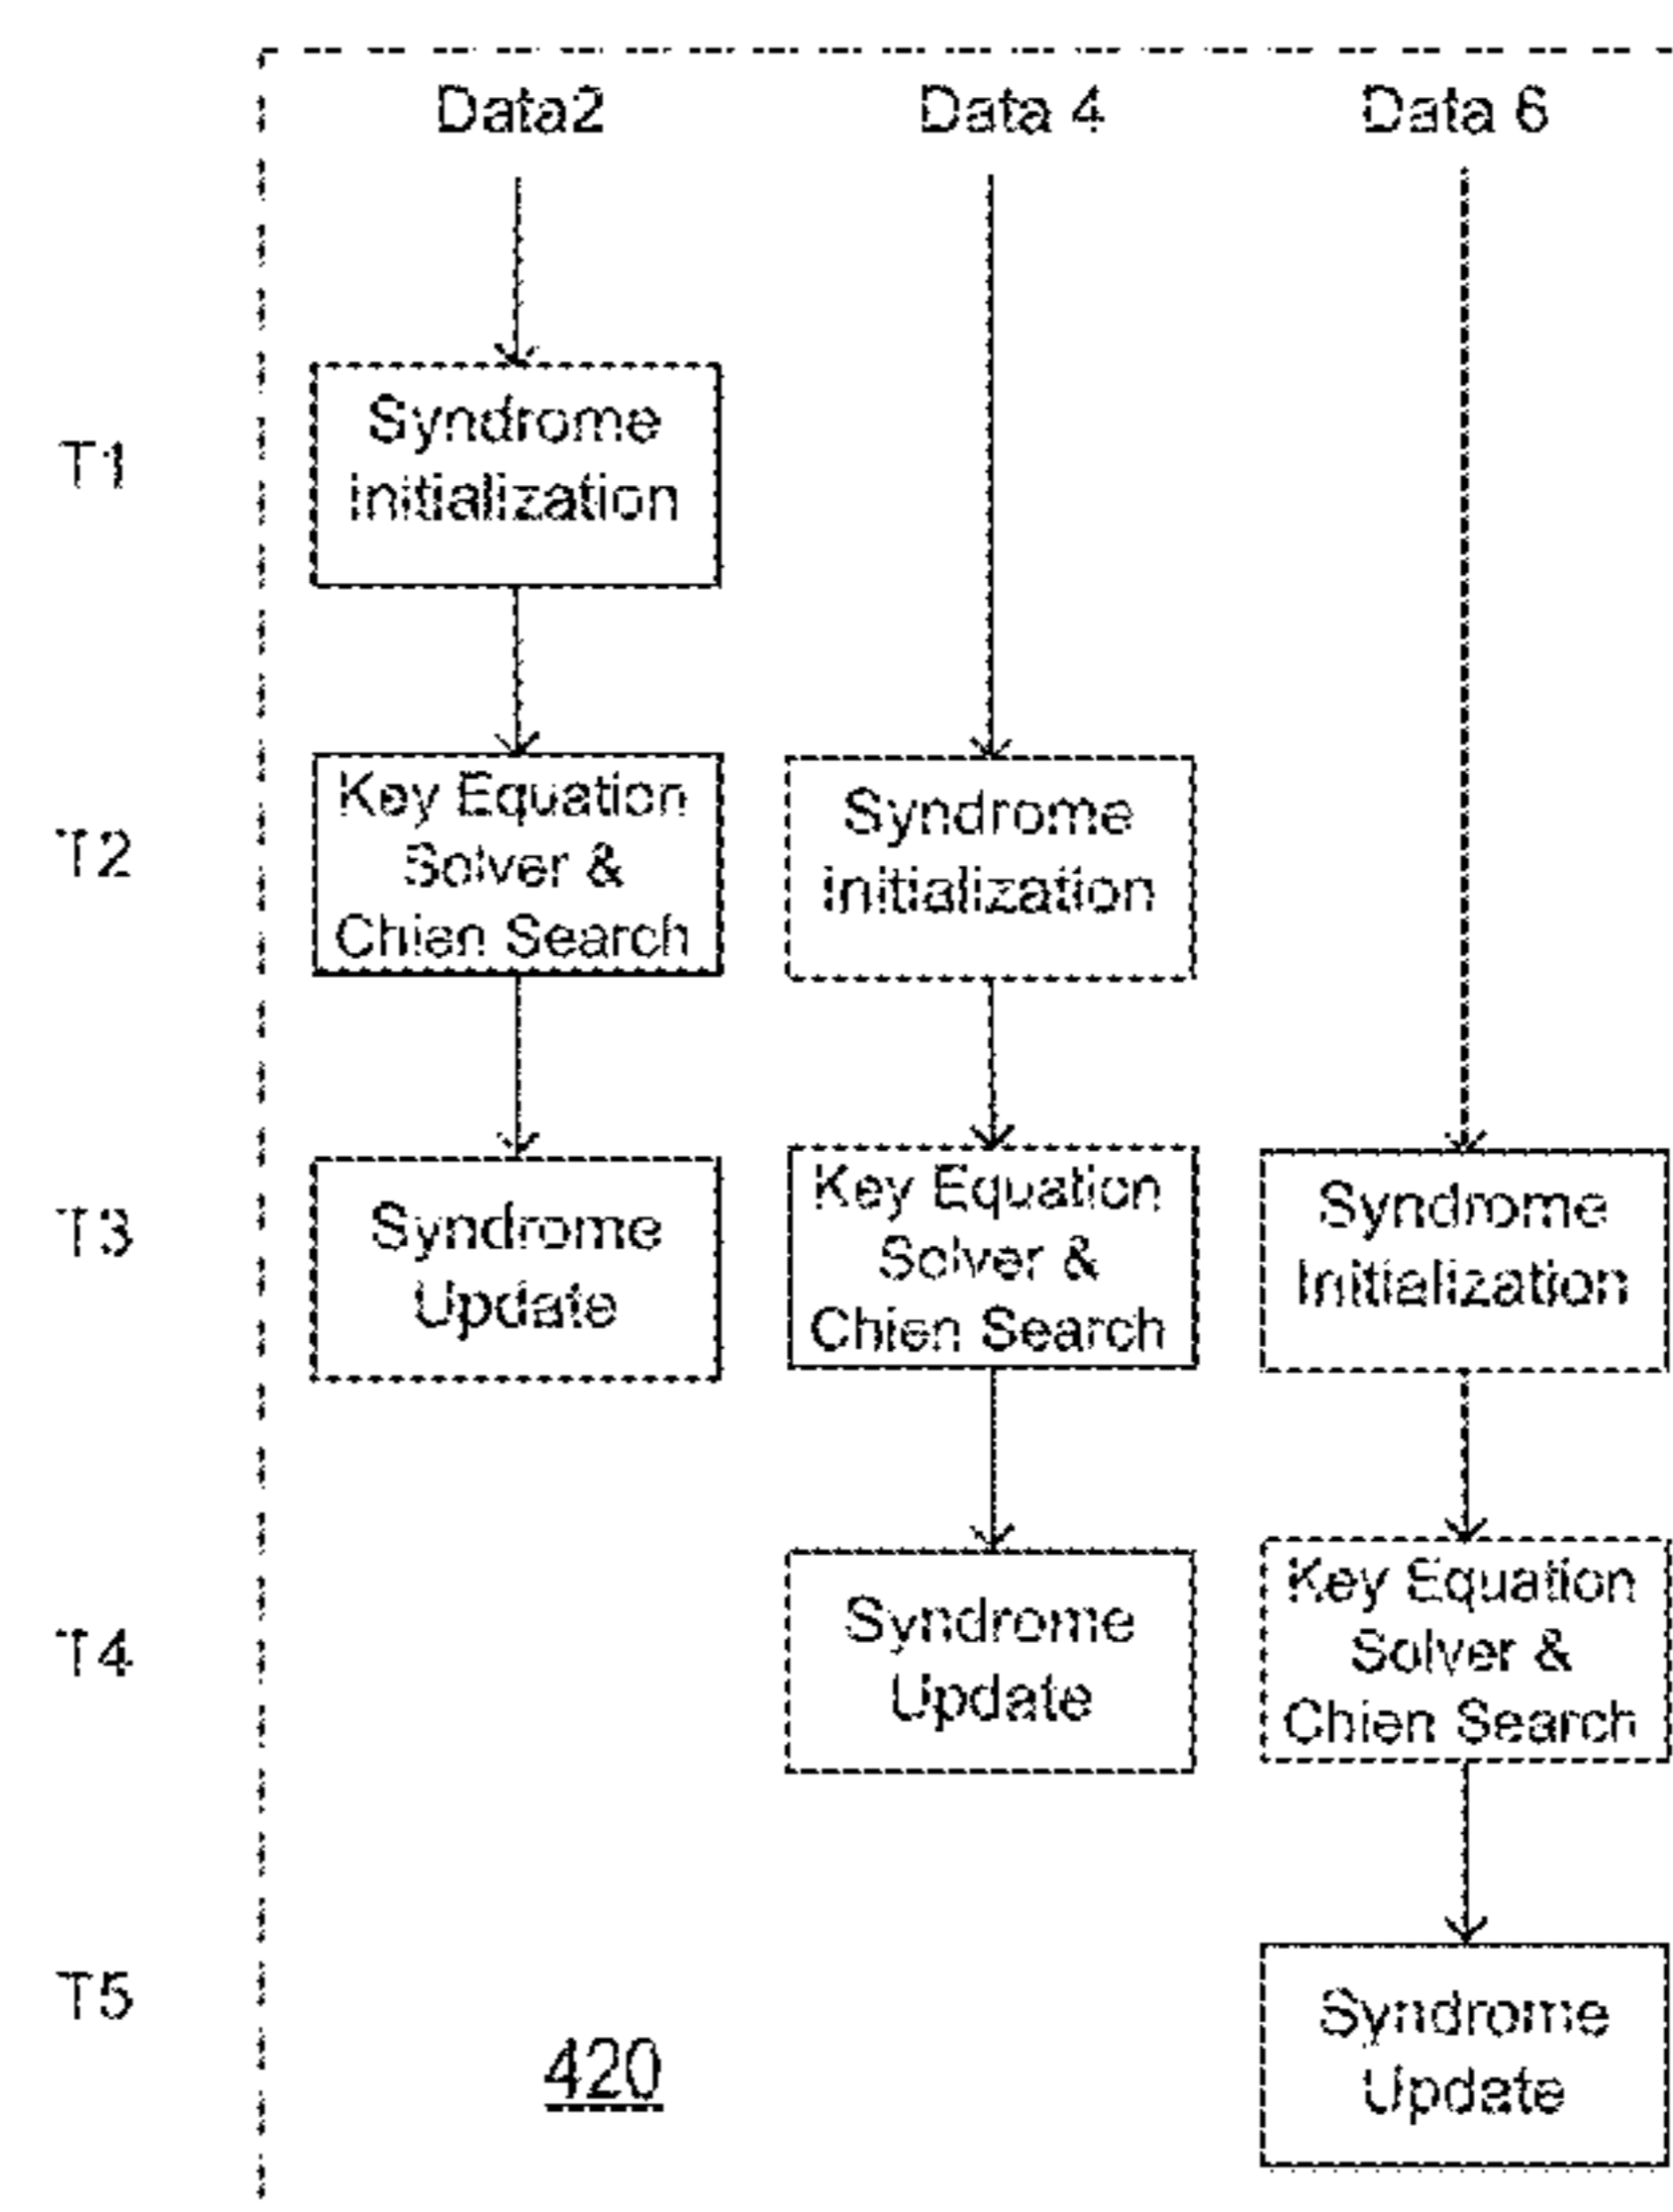 Data2
Data 4
Data 6
T1
Syndrome
Initialization
T2
Key Equation
Solver &
Chien Search
Syndrome
Initialization
T3
Syndrome
Update
Key Equation
Solver &
Chien Search
Syndrome
Initialization
T4
Syndrome
Update
Key Equation
Solver &
Chien Search
T5
420
Syndrome
Update